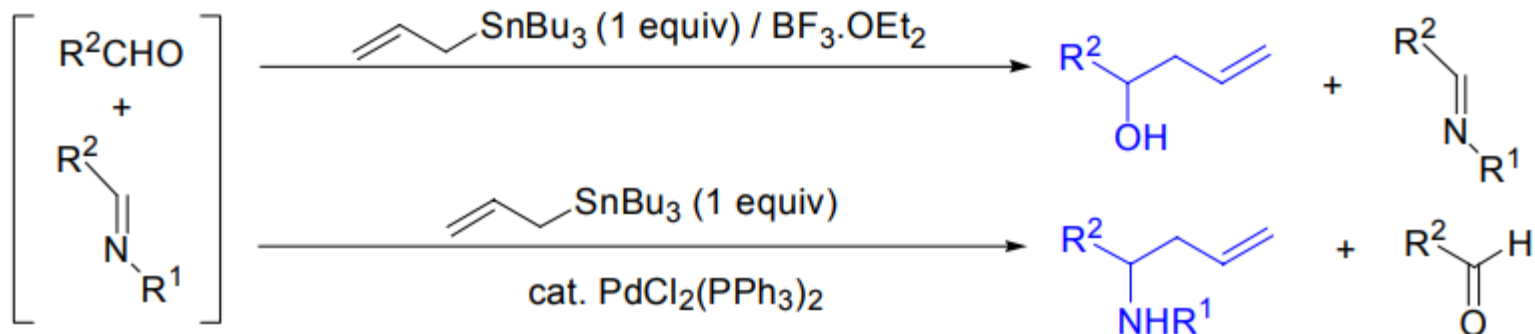 R²CHO
+
R²
N
R¹
SnBu₃ (1 equiv) / BF₃.OEt₂
R²
OH
+
R²
N
R¹
SnBu₃ (1 equiv)
cat. PdCl₂(PPh₃)₂
R²
NHR¹
+
R²
H
O